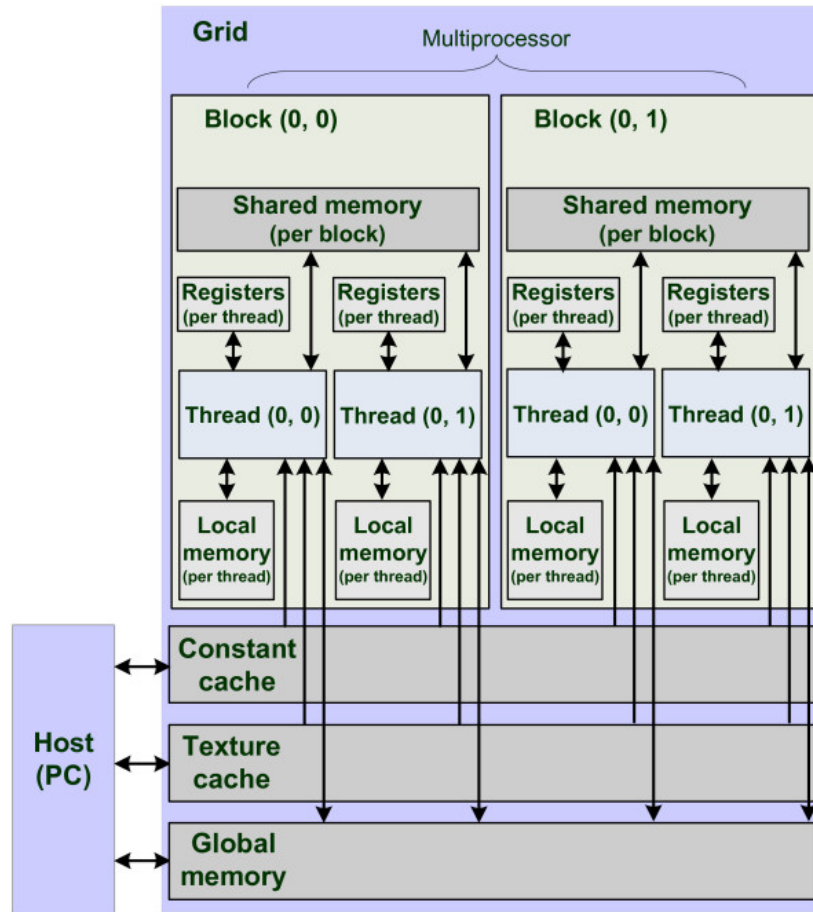 Grid
Multiprocessor
Block (0, 0)
Block (0, 1)
Shared memory
(per block)
Shared memory
(per block)
Registers
(per thread)
Registers
(per thread)
Registers
(per thread)
Registers
(per thread)
Thread (0, 0)
Thread (0, 1)
Thread (0, 0)
Thread (0, 1)
Local
memory
(per thread)
Local
memory
(per thread)
Local
memory
(per thread)
Local
memory
(per thread)
Host
(PC)
Constant
cache
Texture
cache
Global
memory